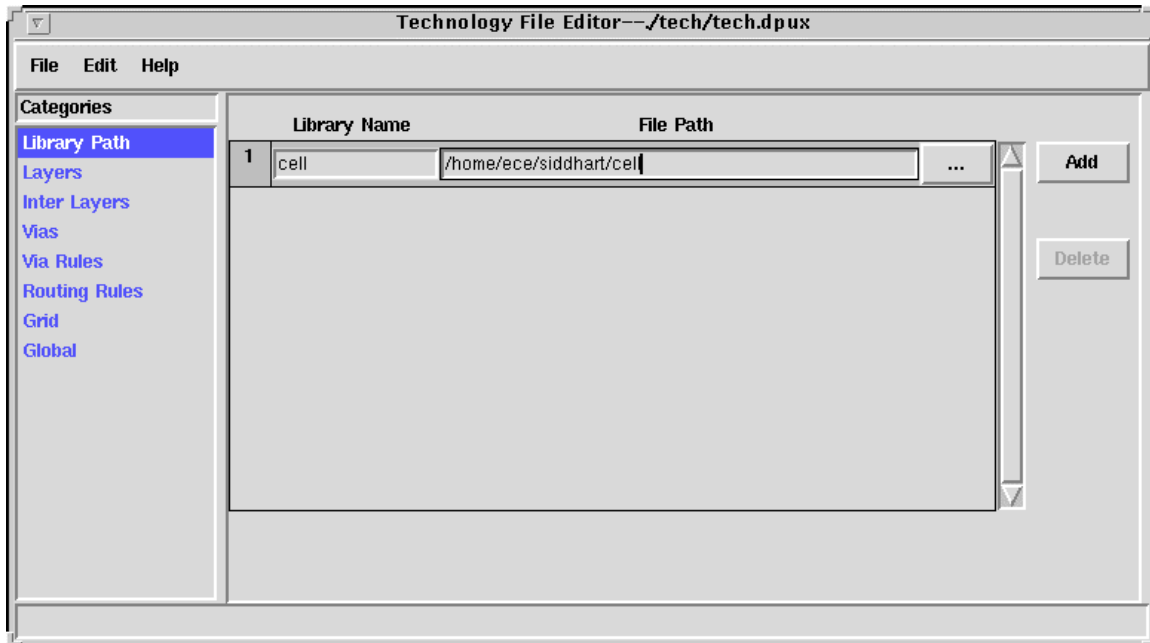 Technology File Editor--./tech/tech.dpux
File Edit Help
Categories
Library Path
Layers
Inter Layers
Vias
Via Rules
Routing Rules
Grid
Global
Library Name File Path
1 cell /home/ece/siddhart/cell ...
Add
Delete